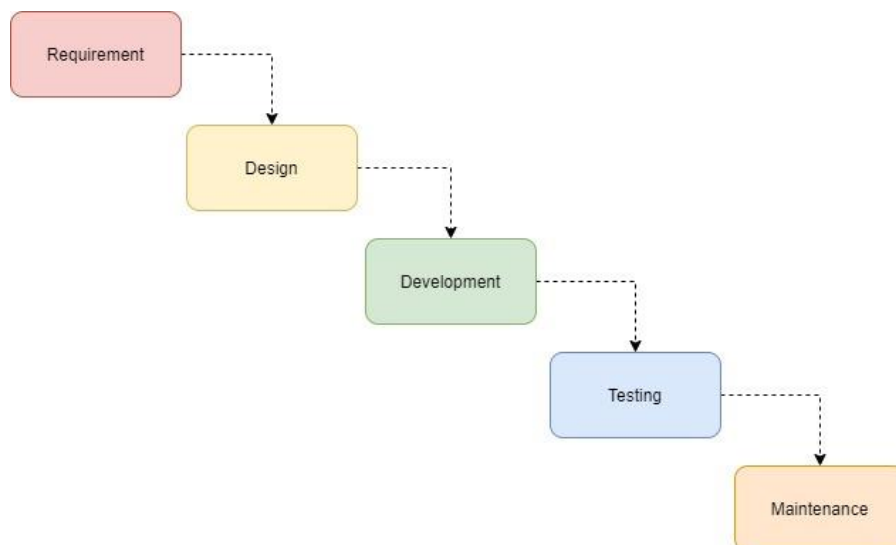 Requirement
Design
Development
Testing
Maintenance